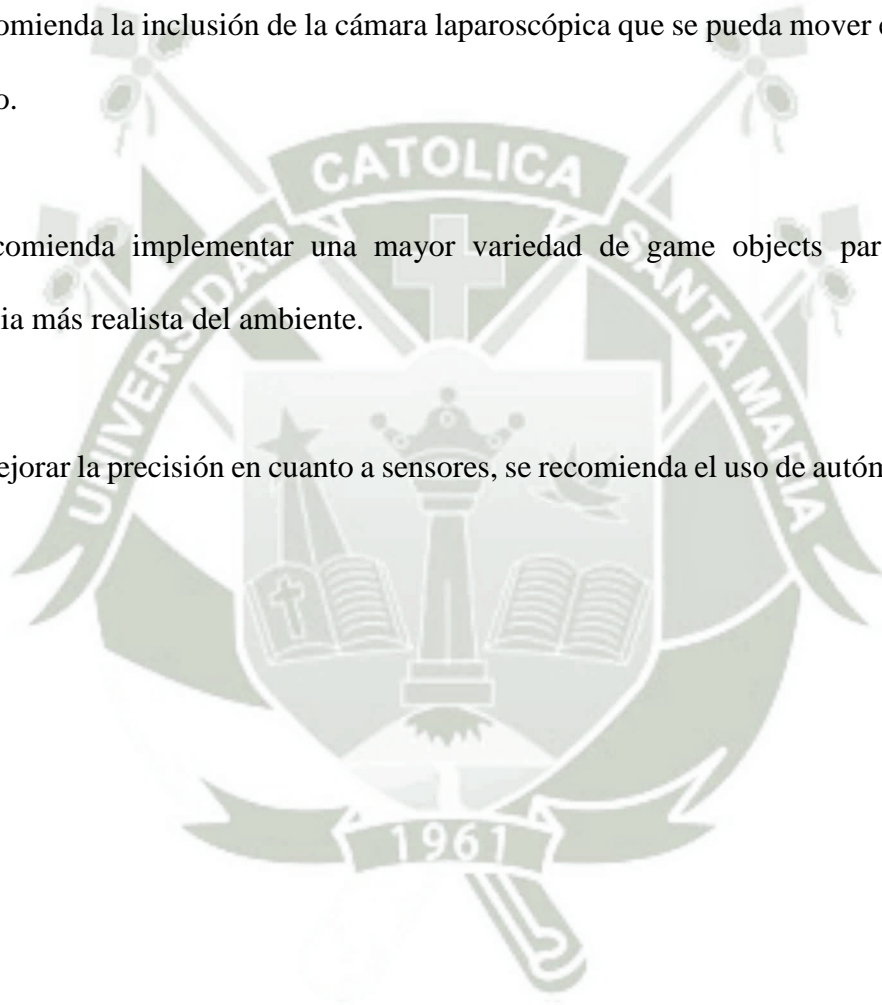 omienda la inclusión de la cámara laparoscópica que se pueda mover
o.
CATOLICA
UNIVERSIDAD
SANTA MARIA
comienda implementar una mayor variedad de game objects par
ia más realista del ambiente.
ejorar la precisión en cuanto a sensores, se recomienda el uso de autóm
1961